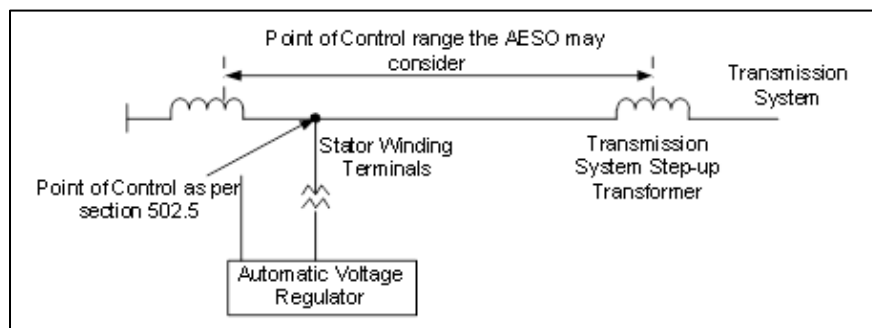 Point of Control range the AESO may
consider
Transmission
System
Stator Winding
Terminals
Transmission
System Step-up
Transformer
Point of Control as per
section 502.5
Automatic Voltage
Regulator